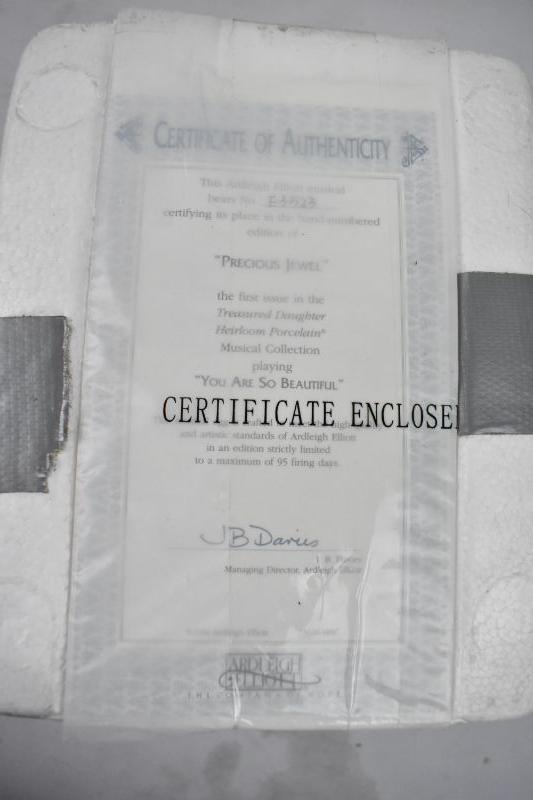 CERTIFICATE OF AUTHENTICITY
This Ardleigh Elliott musical
bears No. E3523
certifying its place in the hand-numbered
edition of
"PRECIOUS JEWEL"
the first issue in the
Treasured Daughter
Heirloom Porcelain®
Musical Collection
playing
"YOU ARE SO BEAUTIFUL"
CERTIFICATE ENCLOSE
and artistic standards of Ardleigh Elliott
in an edition strictly limited
to a maximum of 95 firing days.
JB Davies
J. B. Davies
Managing Director, Ardleigh Elliott
ARDLEIGH
ELLIOTT